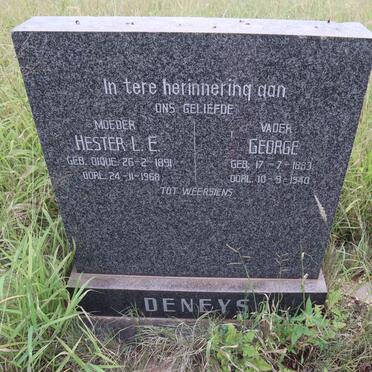 In tere herinnering aan
ONS GELIEFDE
MOEDER
HESTER L. E.
GEB. DIQUE: 26-2-1891
OORL. 24-11-1968
VADER
GEORGE
GEB. 17-7-1883
OORL. 10-9-1940
TOT WEERSIENS
DENEYS